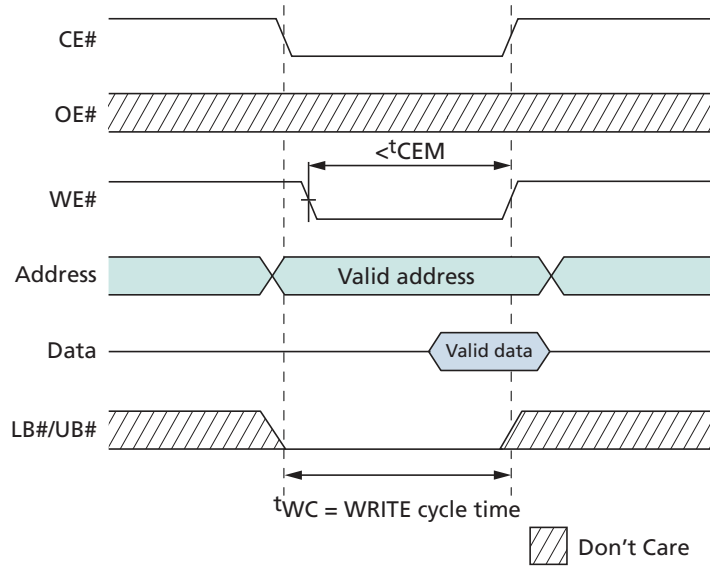 CE#
OE#
<tCEM
WE#
Address
Valid address
Data
Valid data
LB#/UB#
tWC = WRITE cycle time
Don't Care